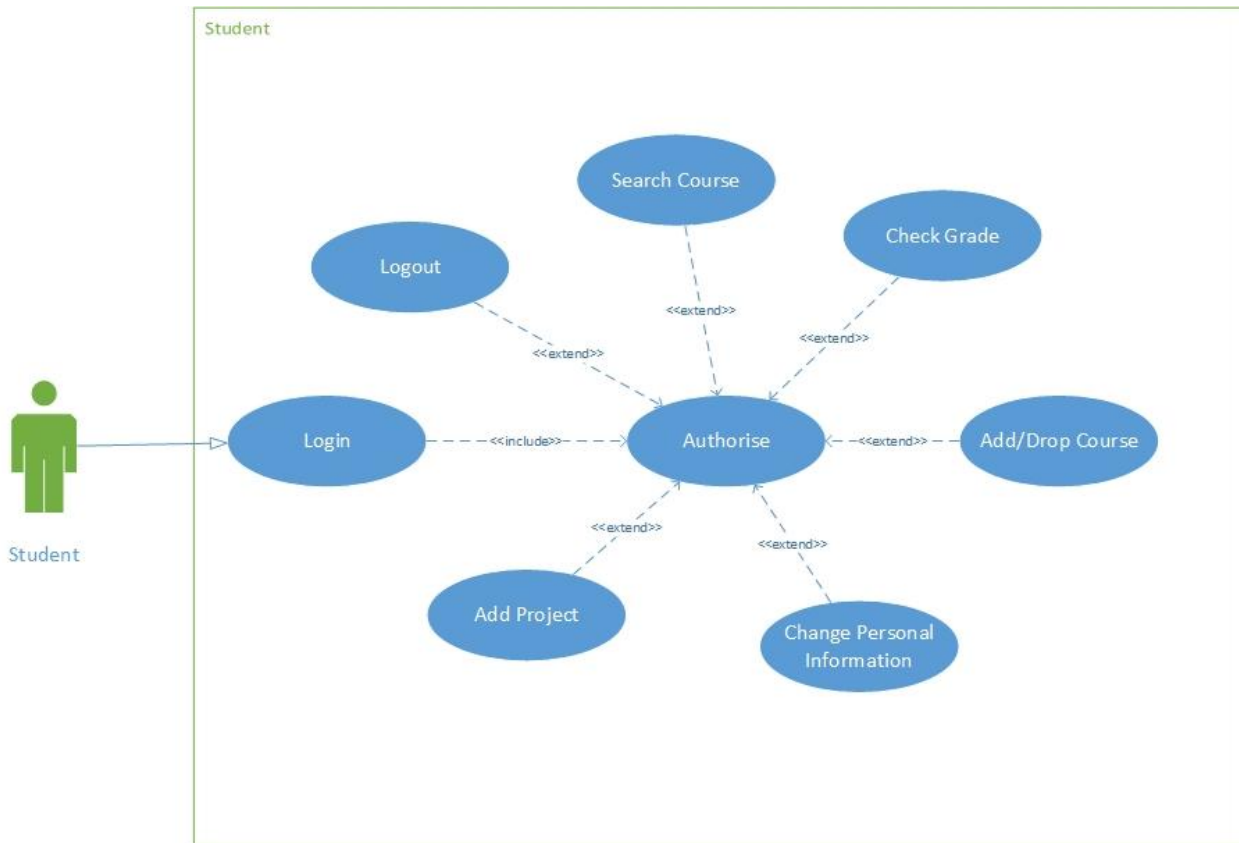 Student
Search Course
Check Grade
Logout
<<extend>>
<<extend>>
<<extend>>
Login
<<include>>
Authorise
<<extend>>
Add/Drop Course
Student
<<extend>>
<<extend>>
Add Project
Change Personal
Information